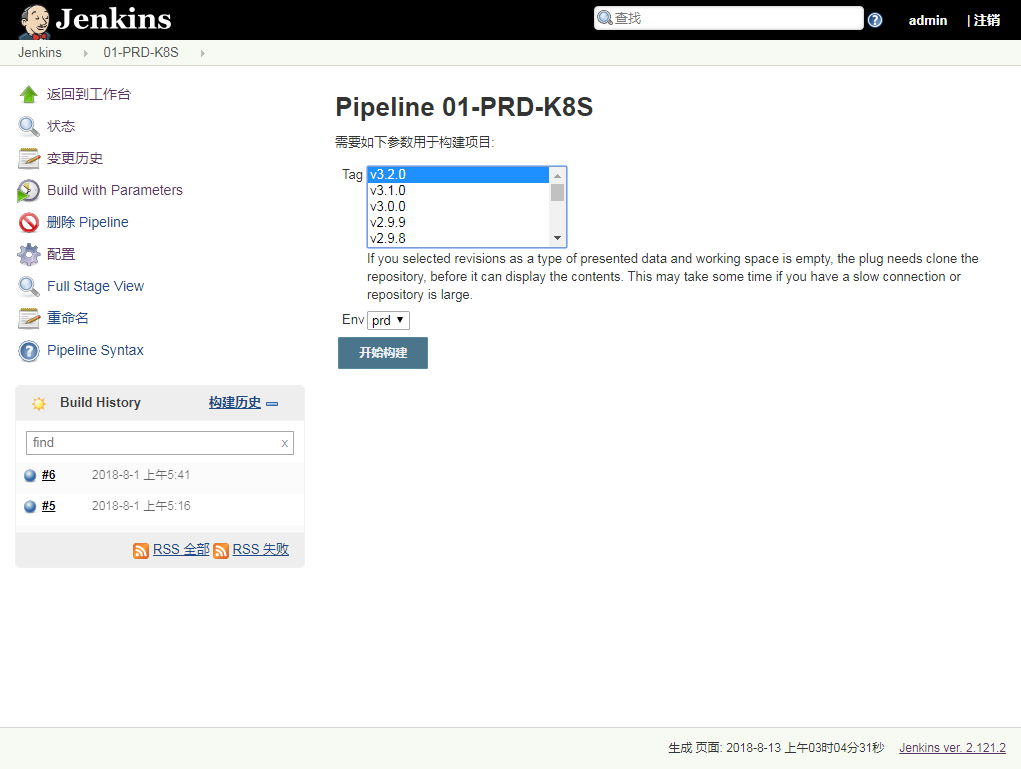 Jenkins
查找
admin
| 注销
Jenkins
01-PRD-K8S
返回到工作台
状态
变更历史
Build with Parameters
删除 Pipeline
配置
Full Stage View
重命名
Pipeline Syntax
Build History
构建历史
find
x
#6
2018-8-1 上午5:41
#5
2018-8-1 上午5:16
RSS 全部
RSS 失败
Pipeline 01-PRD-K8S
需要如下参数用于构建项目:
Tag
v3.2.0
v3.1.0
v3.0.0
v2.9.9
v2.9.8
If you selected revisions as a type of presented data and working space is empty, the plug needs clone the
repository, before it can display the contents. This may take some time if you have a slow connection or
repository is large.
Env
prd
开始构建
生成 页面: 2018-8-13 上午03时04分31秒
Jenkins ver. 2.121.2